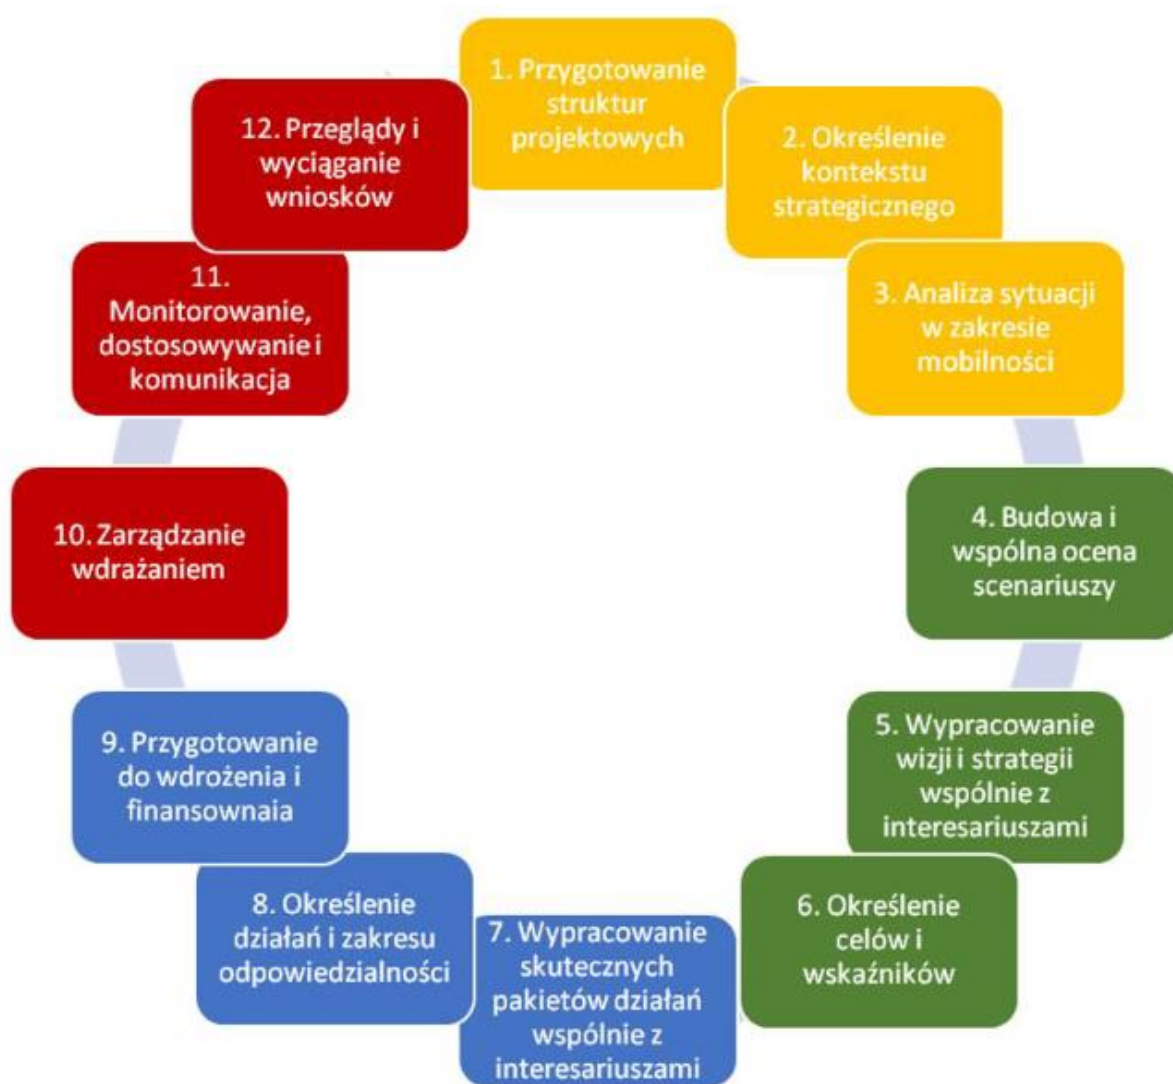 1. Przygotowanie
struktur
projektowych
2. Określenie
kontekstu
strategicznego
3. Analiza sytuacji
w zakresie
mobilności
4. Budowa i
wspólna ocena
scenariuszy
5. Wypracowanie
wizji i strategii
wspólnie z
interesariuszami
6. Określenie
celów i
wskaźników
7. Wypracowanie
skutecznych
pakietów działań
wspólnie z
interesariuszami
8. Określenie
działań i zakresu
odpowiedzialności
9. Przygotowanie
do wdrożenia i
finansownaia
10. Zarządzanie
wdrażaniem
11.
Monitorowanie,
dostosowywanie i
komunikacja
12. Przeglądy i
wyciąganie
wniosków